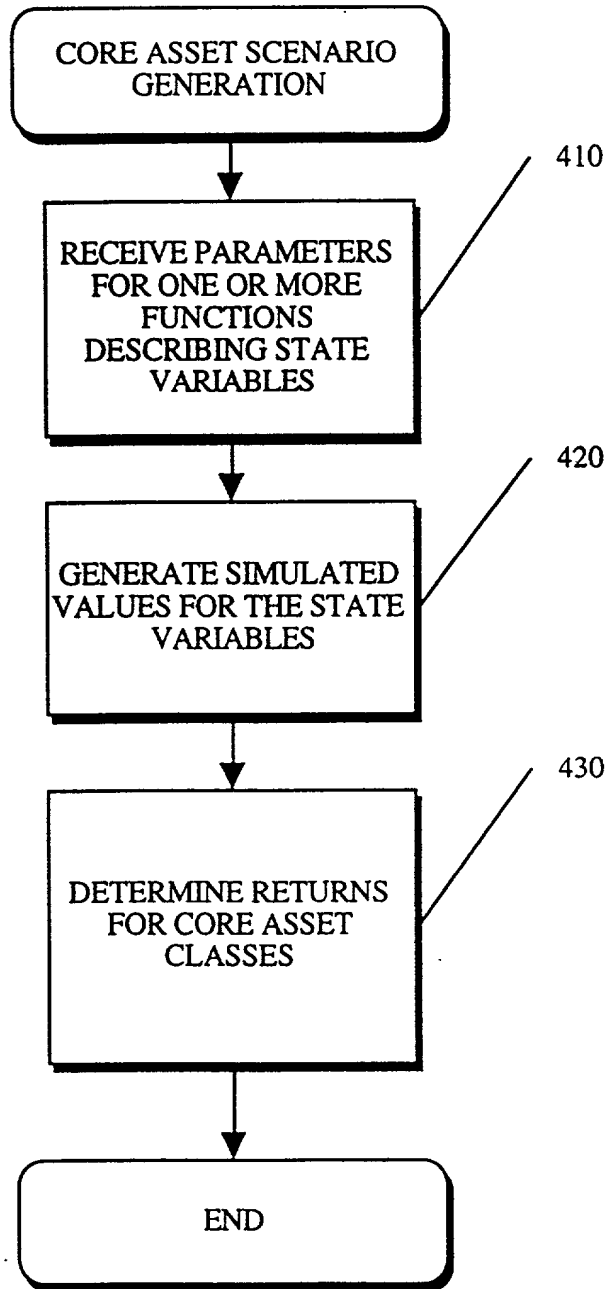 CORE ASSET SCENARIO
GENERATION
410
RECEIVE PARAMETERS
FOR ONE OR MORE
FUNCTIONS
DESCRIBING STATE
VARIABLES
420
GENERATE SIMULATED
VALUES FOR THE STATE
VARIABLES
430
DETERMINE RETURNS
FOR CORE ASSET
CLASSES
END